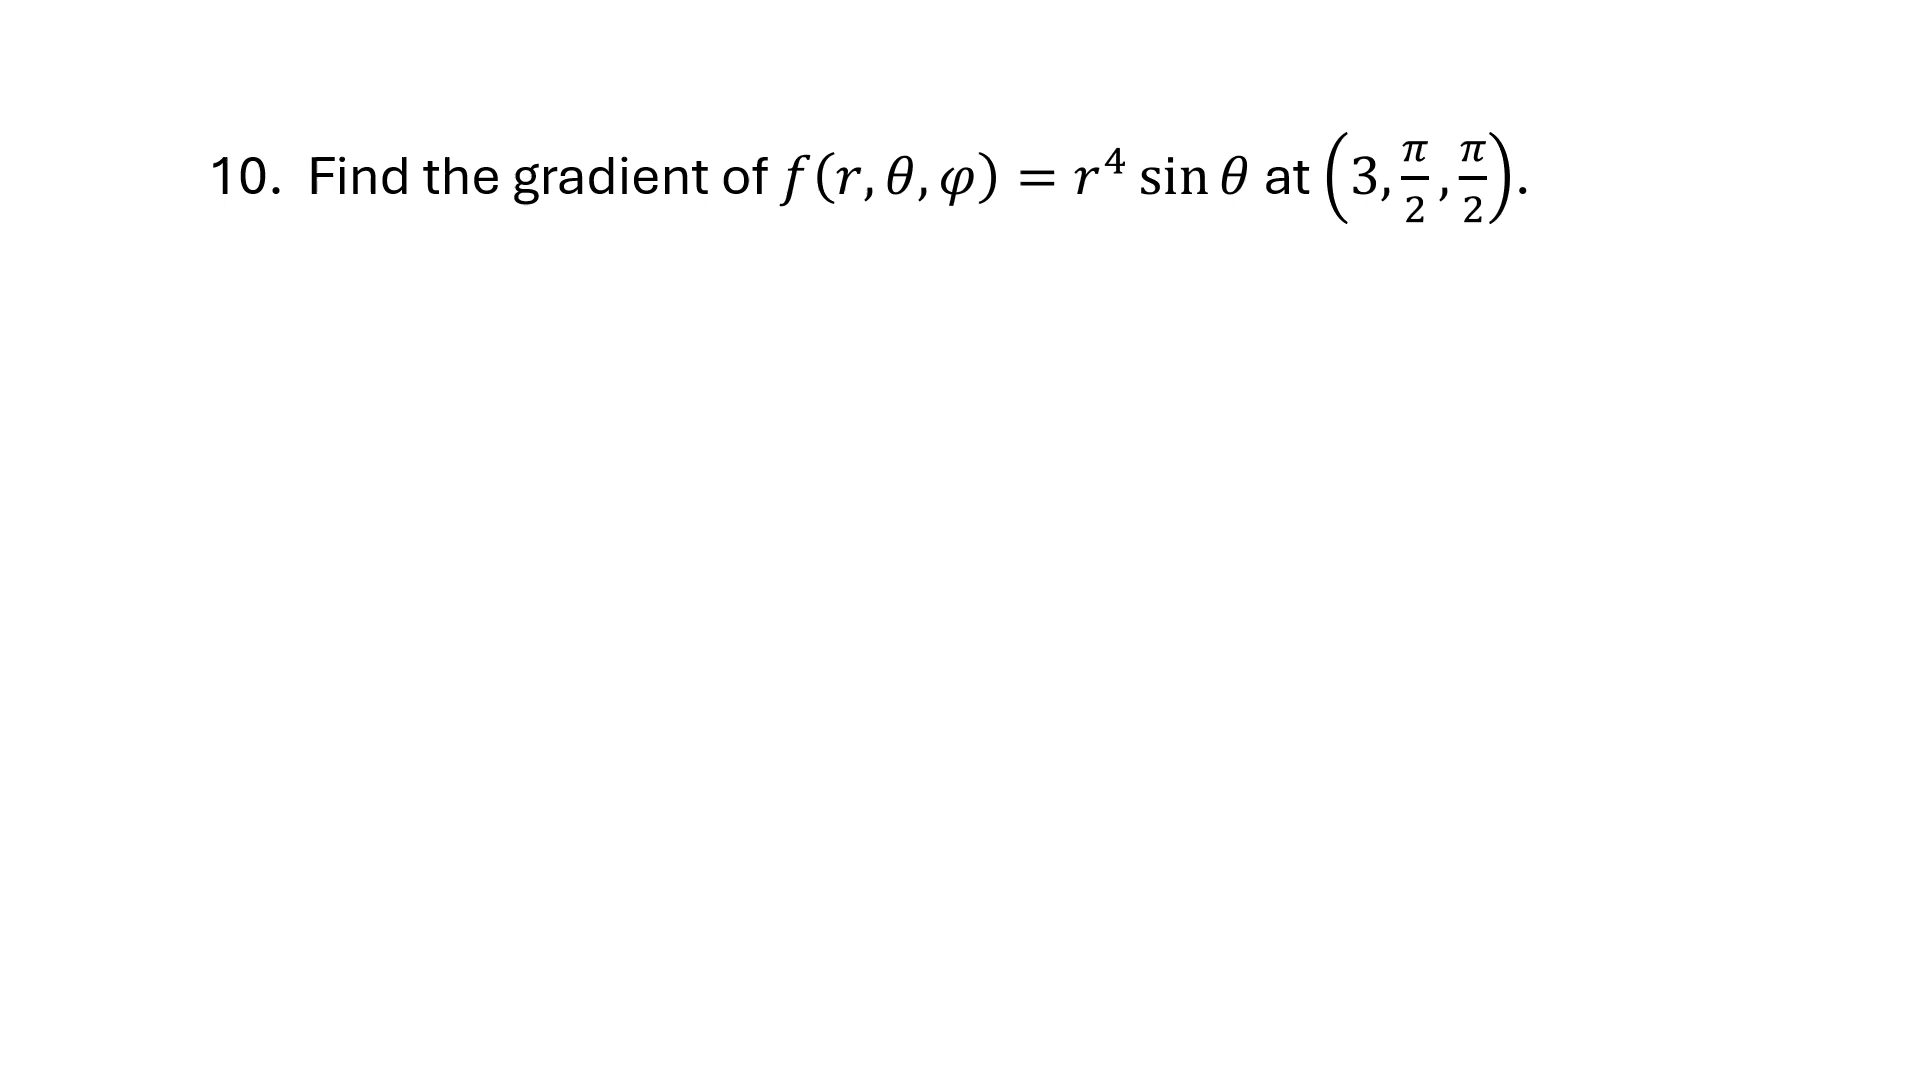 10. Find the gradient of f(r, θ, φ) = r⁴ sin θ at (3, π/2, π/2).